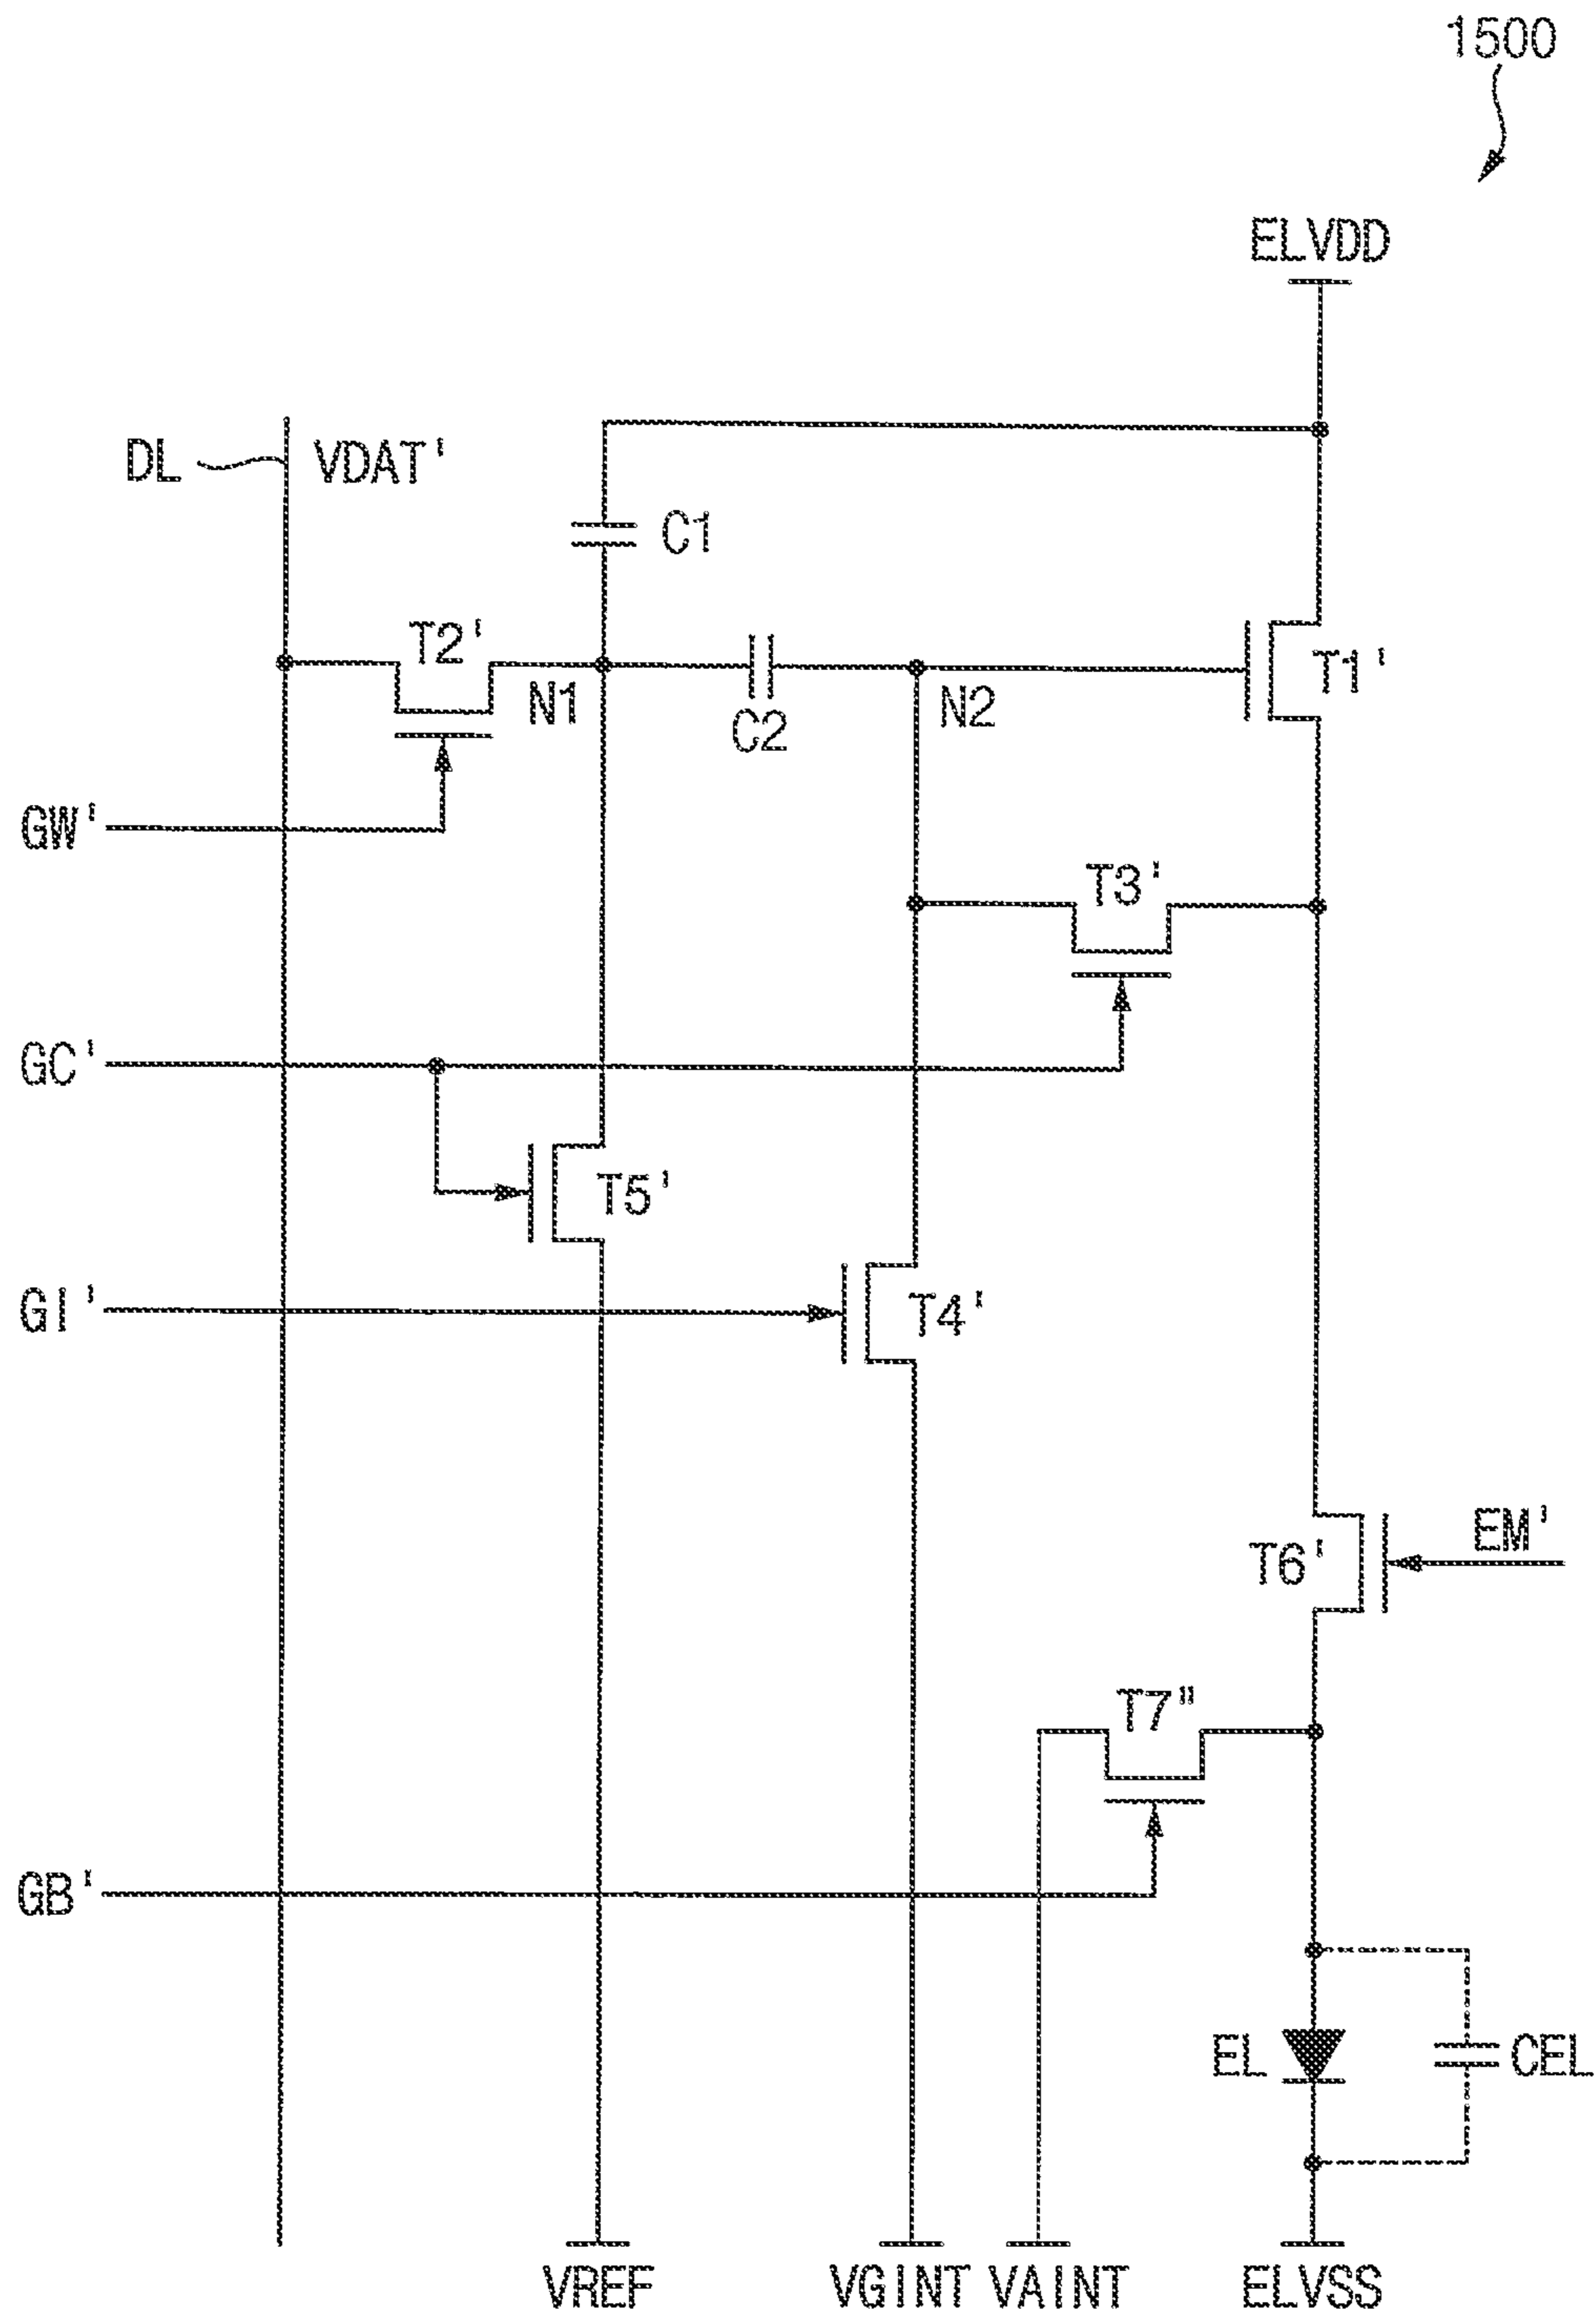 1500
ELVDD
DL
VDAT'
C1
T2'
T1'
N1
C2
N2
GW'
T3'
GC'
T5'
GI'
T4'
EM'
T6'
T7"
GB'
EL
CEL
VREF
VGINT
VAINT
ELVSS